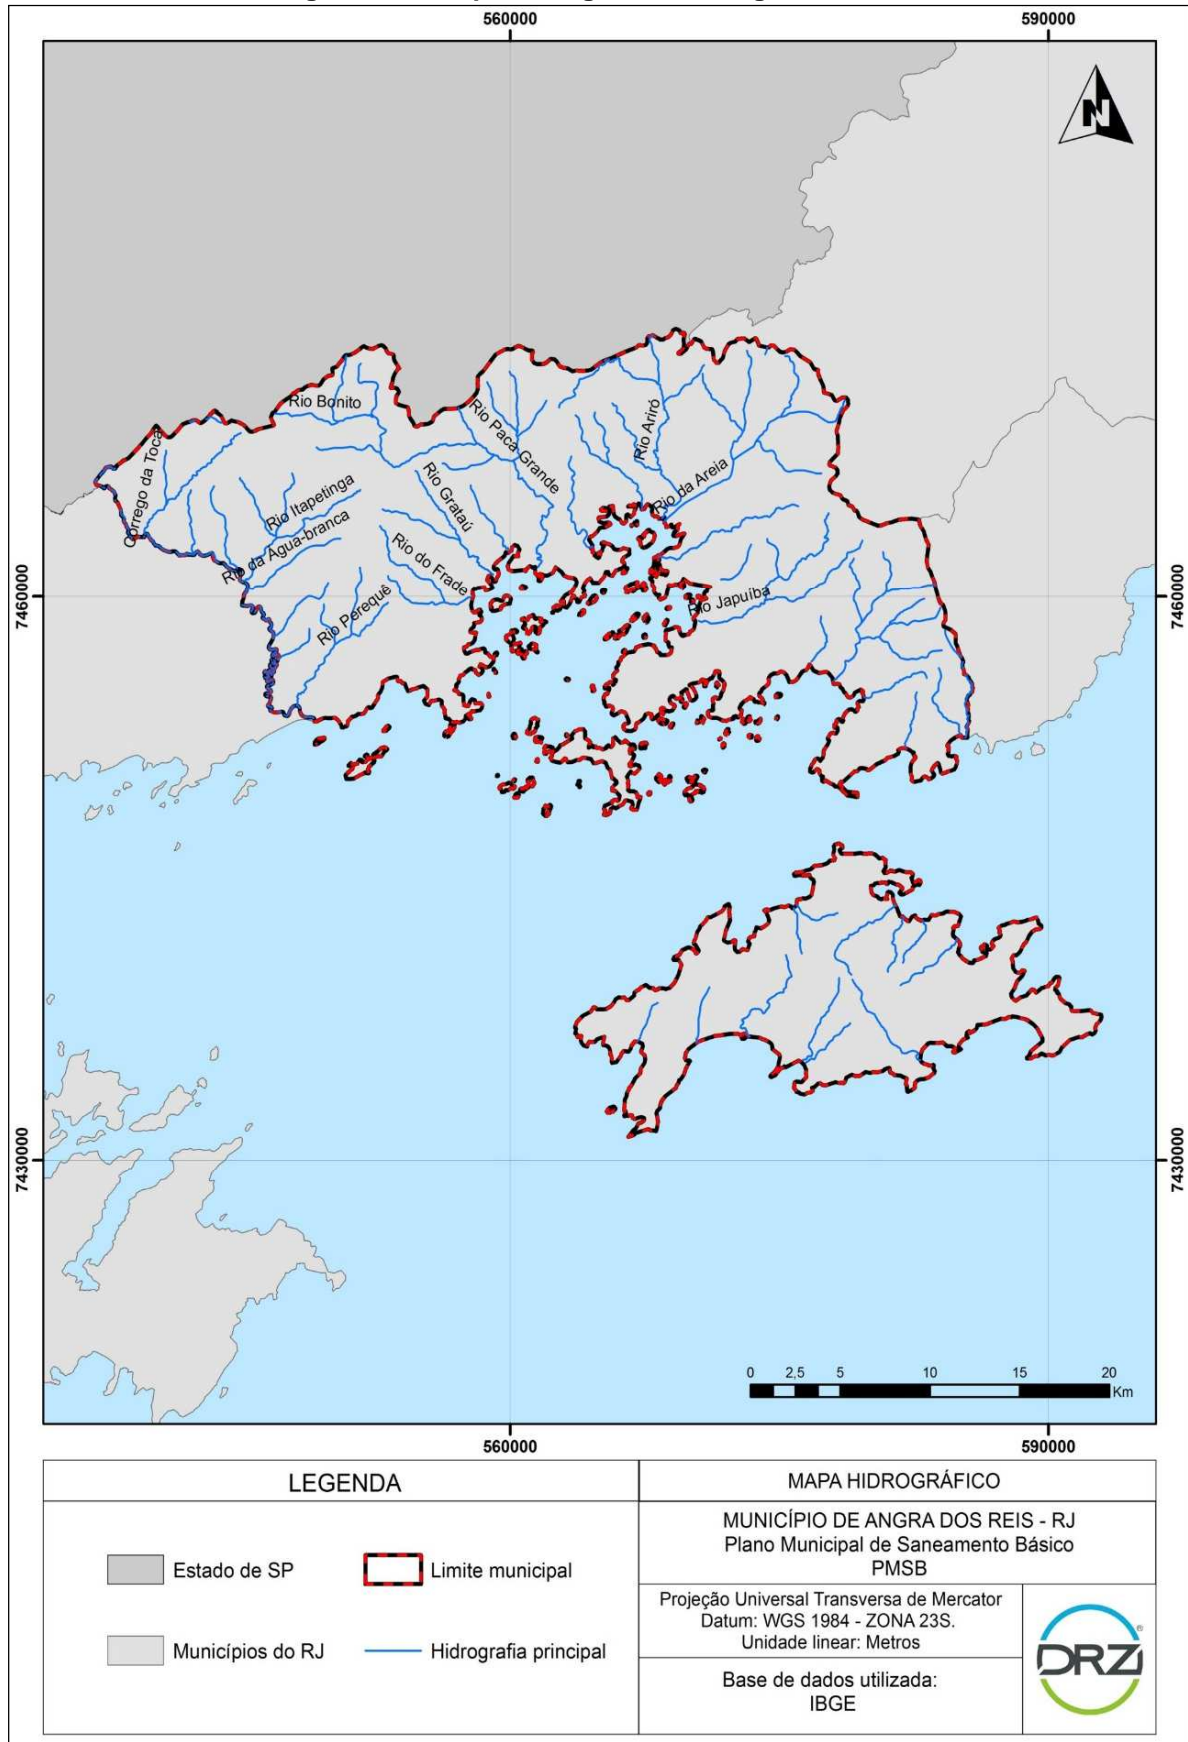 560000
590000
N
Rio Bonito
Corrego da Toca
Rio Paca Grande
Rio Ariró
Rio da Areia
Rio Grataú
Rio Itapetinga
Rio da Agua-branca
Rio do Frade
Rio Perequê
Rio Japuíba
7460000
7460000
7430000
7430000
0 2,5 5 10 15 20
Km
560000
590000
LEGENDA
Estado de SP
Limite municipal
Municípios do RJ
Hidrografia principal
MAPA HIDROGRÁFICO
MUNICÍPIO DE ANGRA DOS REIS - RJ
Plano Municipal de Saneamento Básico
PMSB
Projeção Universal Transversa de Mercator
Datum: WGS 1984 - ZONA 23S.
Unidade linear: Metros
Base de dados utilizada:
IBGE
DRZ®